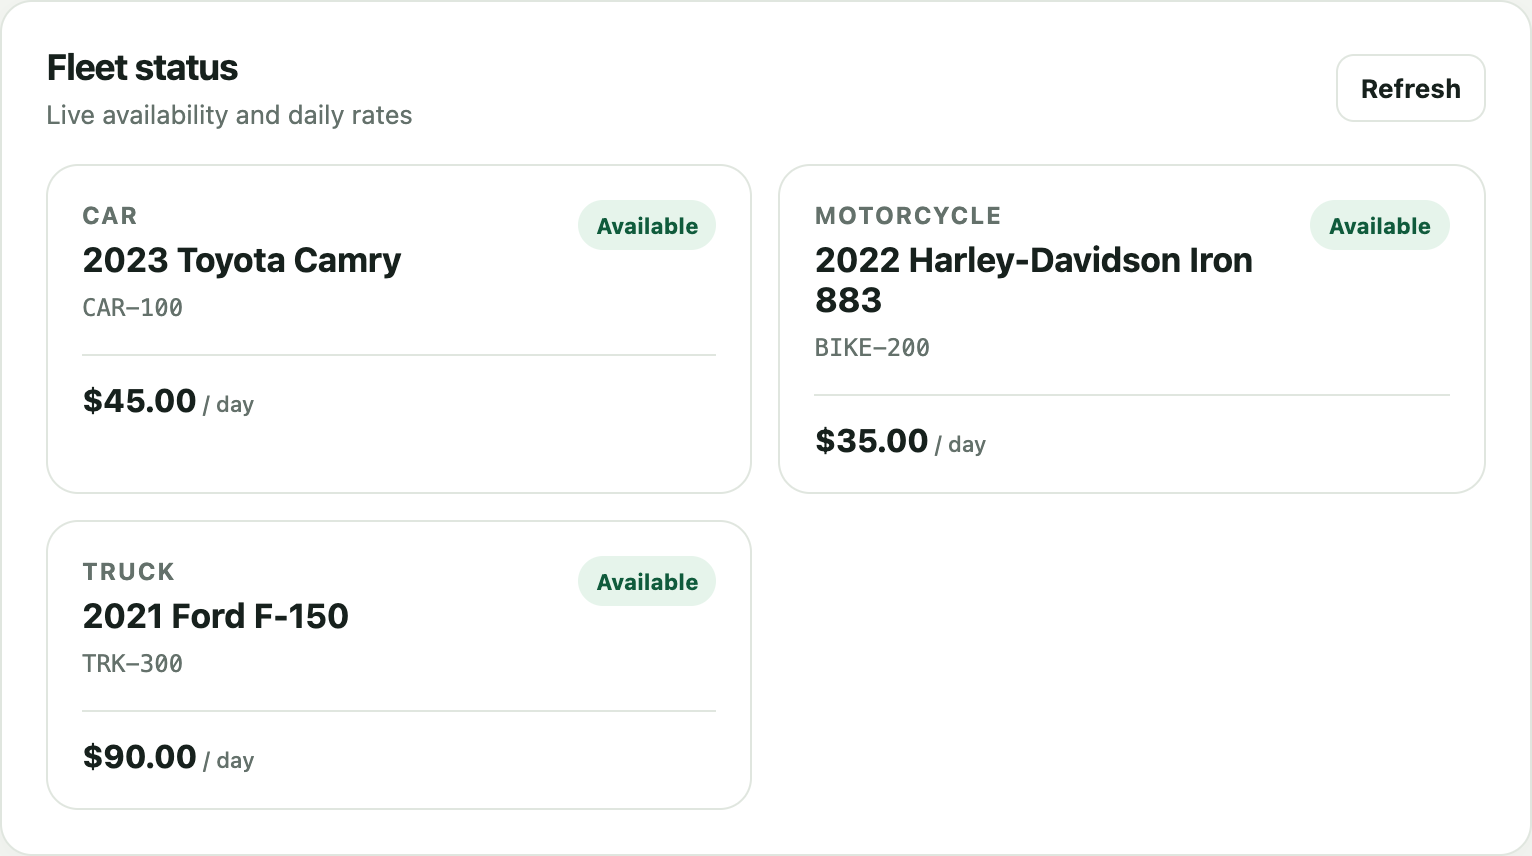 Fleet status
Live availability and daily rates
Refresh
CAR
Available
2023 Toyota Camry
CAR-100
$45.00 / day
MOTORCYCLE
Available
2022 Harley-Davidson Iron
883
BIKE-200
$35.00 / day
TRUCK
Available
2021 Ford F-150
TRK-300
$90.00 / day